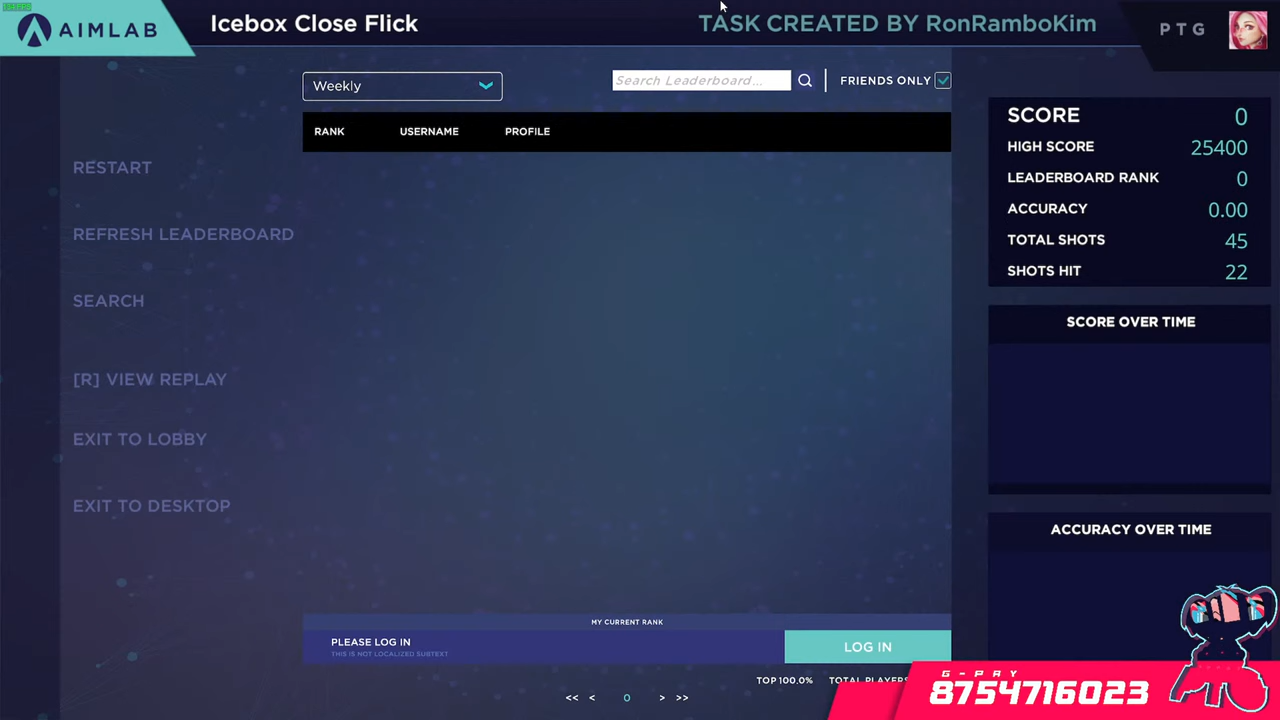 AIMLAB
Icebox Close Flick
TASK CREATED BY RonRamboKim
PTG
Weekly
Search Leaderboard...
FRIENDS ONLY
RANK USERNAME PROFILE
RESTART
REFRESH LEADERBOARD
SEARCH
[R] VIEW REPLAY
EXIT TO LOBBY
EXIT TO DESKTOP
SCORE 0
HIGH SCORE 25400
LEADERBOARD RANK 0
ACCURACY 0.00
TOTAL SHOTS 45
SHOTS HIT 22
SCORE OVER TIME
ACCURACY OVER TIME
MY CURRENT RANK
PLEASE LOG IN
THIS IS NOT LOCALIZED SUBTEXT
LOG IN
TOP 100.0% TOTAL PLAYERS
<< < 0 > >>
G-PAY
8754716023